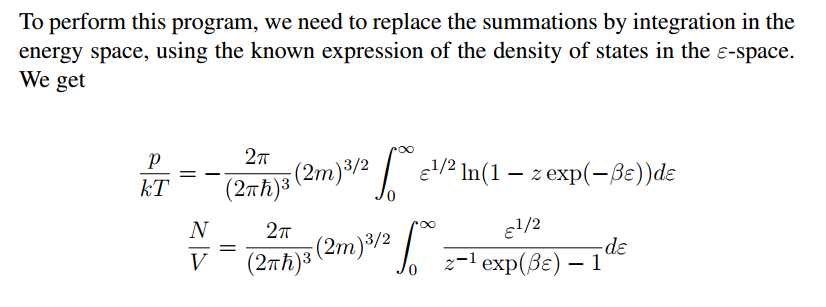 To perform this program, we need to replace the summations by integration in the
energy space, using the known expression of the density of states in the ε-space.
We get
p/kT = − 2π/(2πħ)³ (2m)^{3/2} ∫₀^∞ ε^{1/2} ln(1 − z exp(−βε))dε
N/V = 2π/(2πħ)³ (2m)^{3/2} ∫₀^∞ ε^{1/2}/(z^{−1} exp(βε) − 1) dε